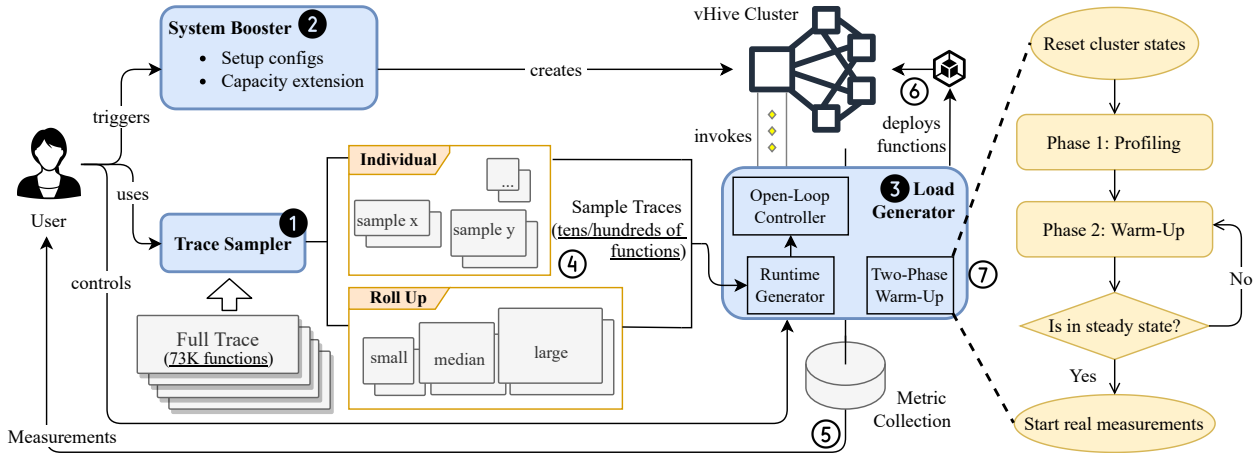 System Booster 2
• Setup configs
• Capacity extension
triggers
uses
User
controls
Measurements
creates
vHive Cluster
invokes
6
deploys
functions
1
Trace Sampler
Full Trace
(73K functions)
Individual
...
sample x
sample y
4
Roll Up
small
median
large
Sample Traces
(tens/hundreds of
functions)
3 Load
Generator
Open-Loop
Controller
Runtime
Generator
Two-Phase
Warm-Up
7
Metric
Collection
5
Reset cluster states
Phase 1: Profiling
Phase 2: Warm-Up
No
Is in steady state?
Yes
Start real measurements